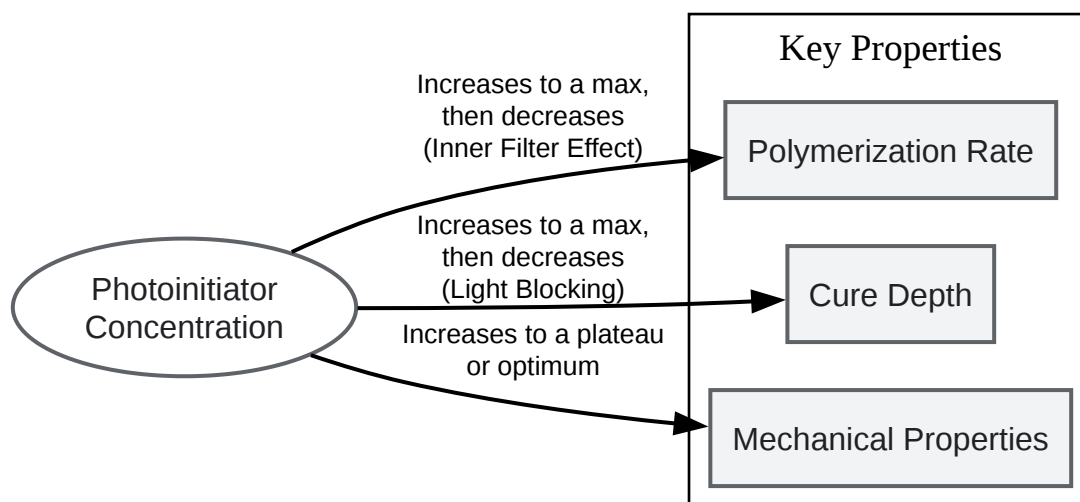 Key Properties
Increases to a max,
then decreases
(Inner Filter Effect)
Polymerization Rate
Increases to a max,
then decreases
(Light Blocking)
Photoinitiator
Concentration
Cure Depth
Increases to a plateau
or optimum
Mechanical Properties